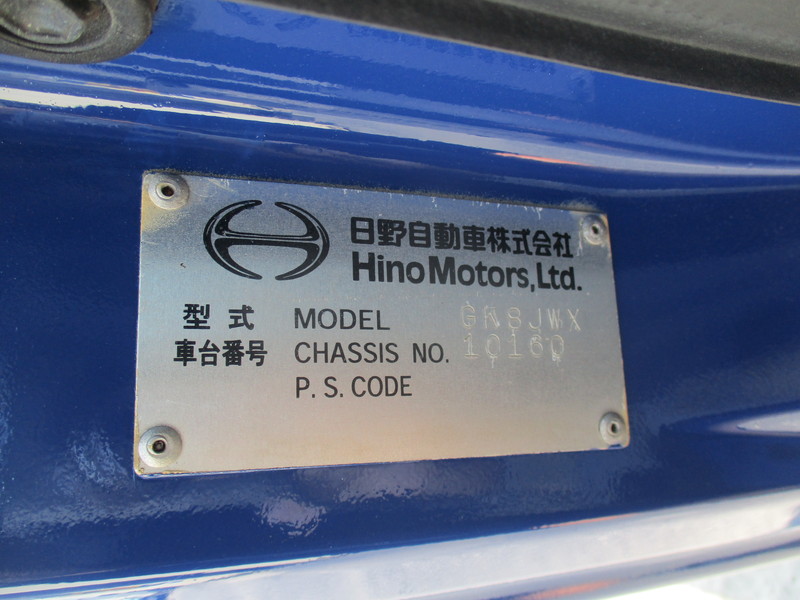 日野自動車株式会社
Hino Motors, Ltd.
型式 MODEL GK8JWX
車台番号 CHASSIS NO. 10160
P. S. CODE